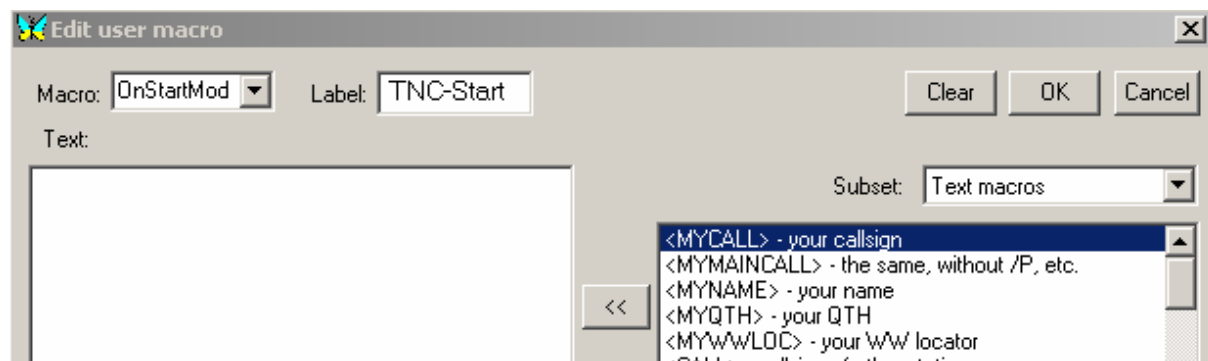 Edit user macro
Macro: OnStartMod Label: TNC-Start Clear OK Cancel
Text:
Subset: Text macros
<MYCALL> - your callsign
<MYMAINCALL> - the same, without /P, etc.
<MYNAME> - your name
<<
<MYQTH> - your QTH
<MYWWLOC> - your WW locator